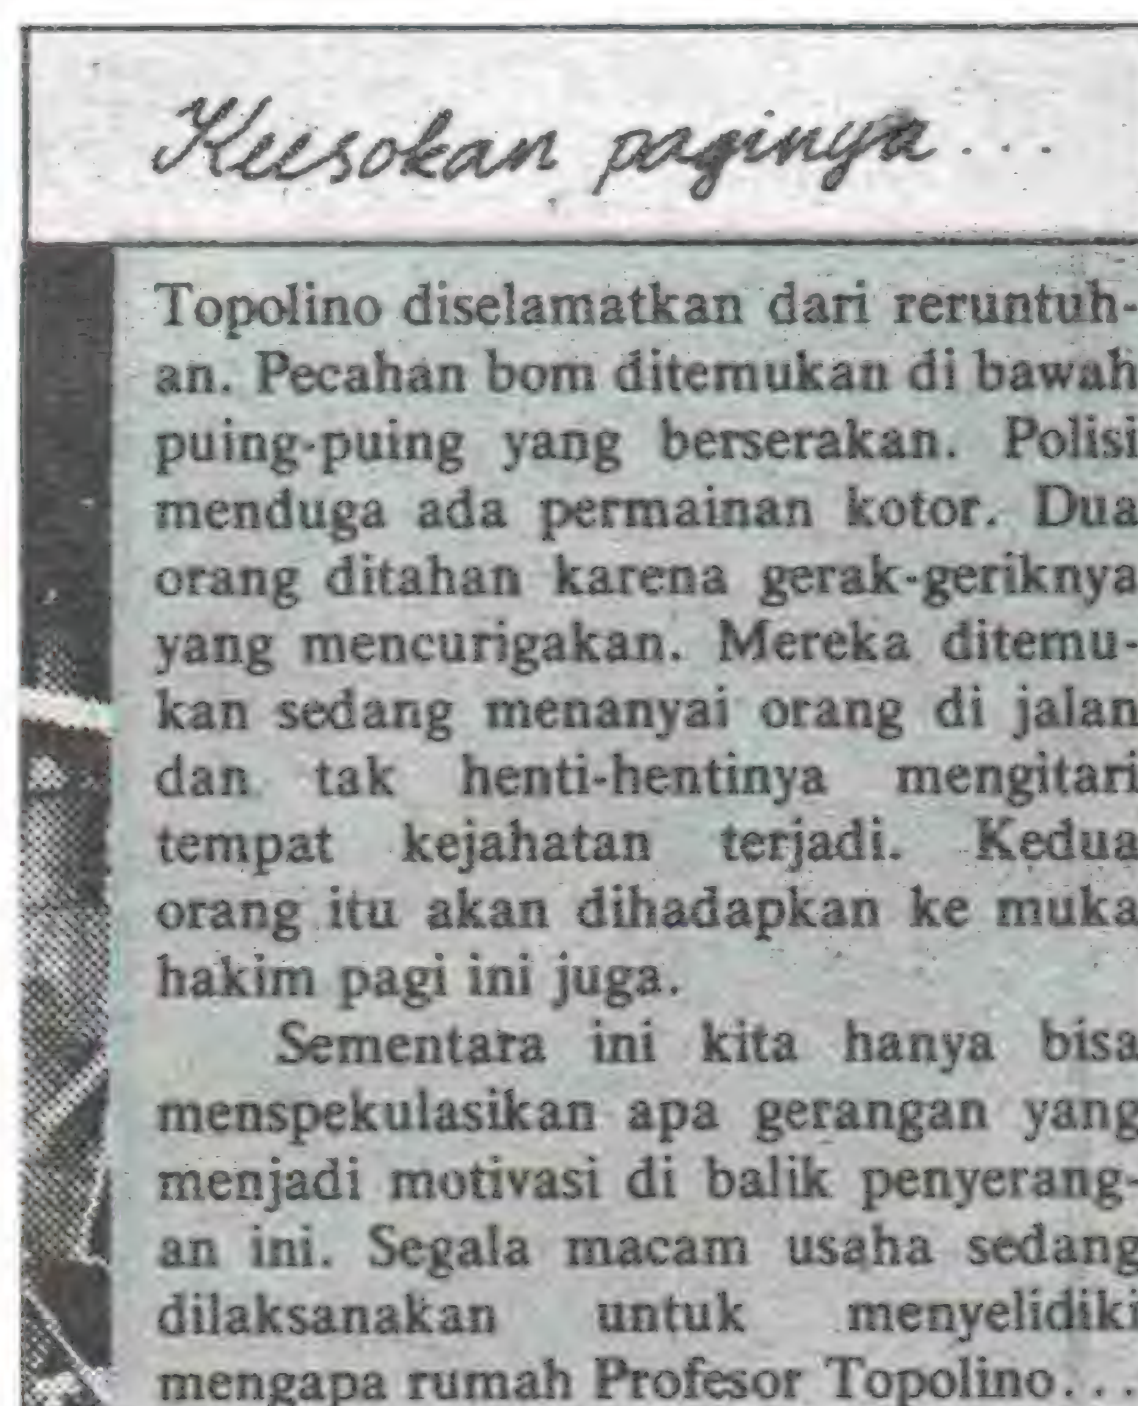 Keesokan paginya...
Topolino diselamatkan dari reruntuh-
an. Pecahan bom ditemukan di bawah
puing-puing yang berserakan. Polisi
menduga ada permainan kotor. Dua
orang ditahan karena gerak-geriknya
yang mencurigakan. Mereka ditemu-
kan sedang menanyai orang di jalan
dan tak henti-hentinya mengitari
tempat kejahatan terjadi. Kedua
orang itu akan dihadapkan ke muka
hakim pagi ini juga.
Sementara ini kita hanya bisa
menspekulasikan apa gerangan yang
menjadi motivasi di balik penyerang-
an ini. Segala macam usaha sedang
dilaksanakan untuk menyelidiki
mengapa rumah Profesor Topolino...